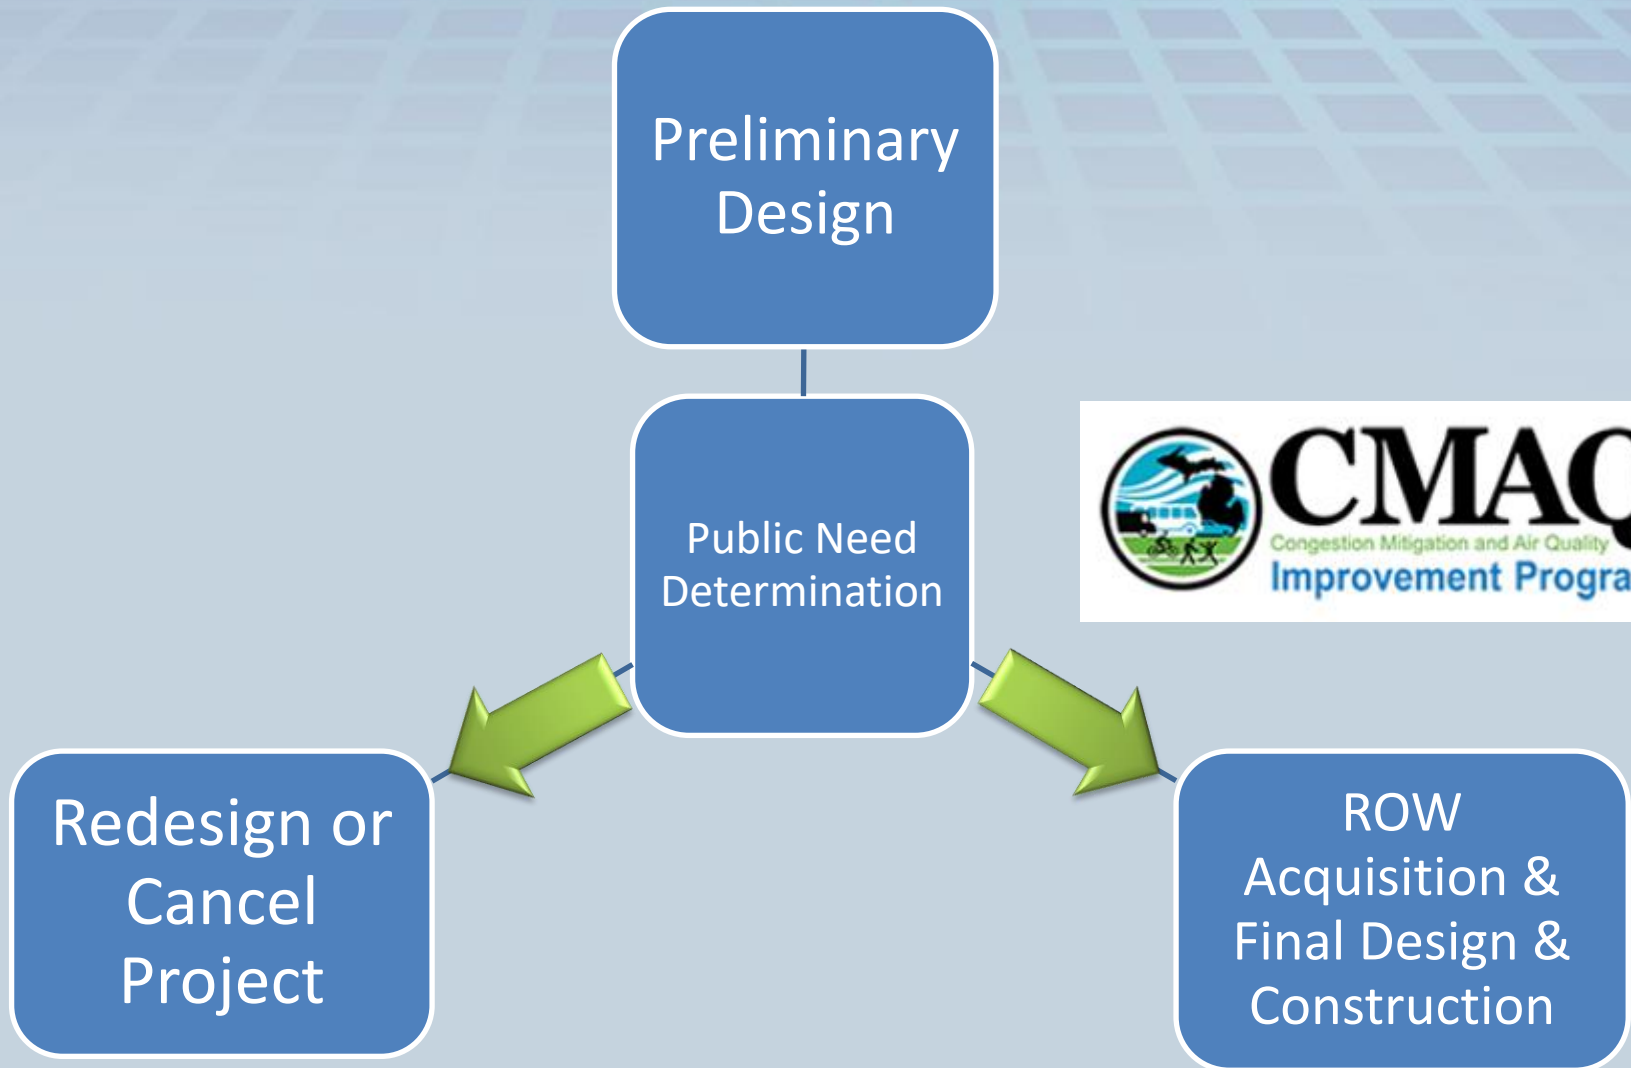 Preliminary
Design
Public Need
Determination
CMAQ
Congestion Mitigation and Air Quality
Improvement Progra
Redesign or
Cancel
Project
ROW
Acquisition &
Final Design &
Construction